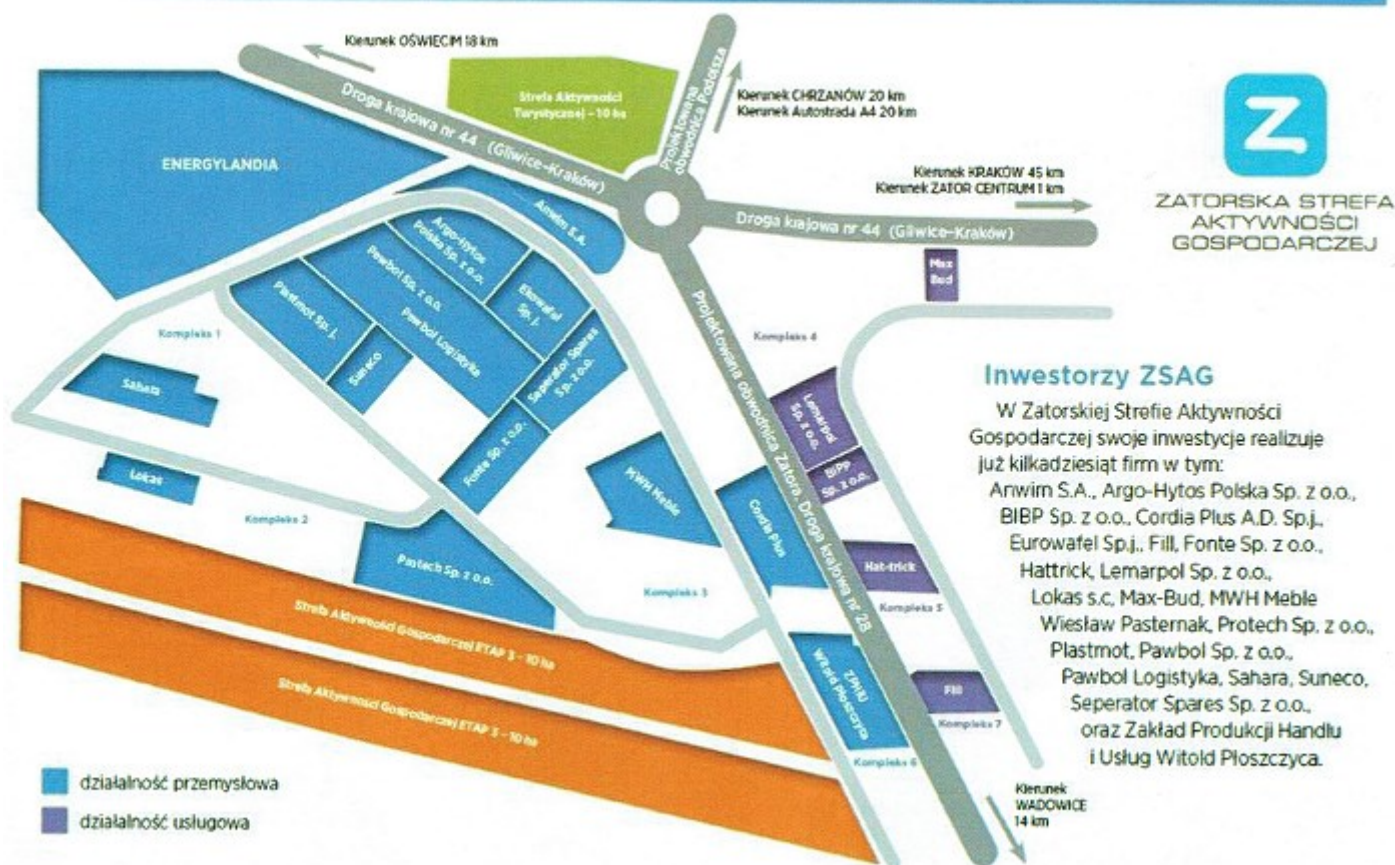 Kierunek OŚWIĘCIM 18 km
Droga krajowa nr 44 (Gliwice-Kraków)
Strefa Aktywności
Turystycznej - 10 ha
Projektowana
obwodnica Podolsza
Kierunek CHRZANÓW 20 km
Kierunek Autostrada A4 20 km
Kierunek KRAKÓW 45 km
Kierunek ZATOR CENTRUM 1 km
Droga krajowa nr 44 (Gliwice-Kraków)
Z
ZATORSKA STREFA
AKTYWNOŚCI
GOSPODARCZEJ
ENERGYLANDIA
Anwim S.A.
Argo-Hytos
Polska Sp. z o.o.
Ekowafel
Sp. j.
Pawbol Sp. z o.o.
Pawbol Logistyka
Plastmot Sp. j.
Suneco
Seperator Spares
Sp. z o.o.
Fonte Sp. z o.o.
Kompleks 1
Sahara
Lokas
Kompleks 2
Protech Sp. z o.o.
MWH Meble
Kompleks 3
Projektowana obwodnica Zatora, Droga krajowa nr 28
Kompleks 4
Max
Bud
Lemarpol
Sp. z o.o.
BIPP
Sp. z o.o.
Cordia Plus
Hat-trick
Kompleks 5
ZPHiU
Witold Płoszczyca
Kompleks 6
Fill
Kompleks 7
Strefa Aktywności Gospodarczej ETAP 3 - 10 ha
Strefa Aktywności Gospodarczej ETAP 3 - 10 ha
Kierunek
WADOWICE
14 km
działalność przemysłowa
działalność usługowa
Inwestorzy ZSAG
W Zatorskiej Strefie Aktywności
Gospodarczej swoje inwestycje realizuje
już kilkadziesiąt firm w tym:
Anwim S.A., Argo-Hytos Polska Sp. z o.o.,
BIBP Sp. z o.o., Cordia Plus A.D. Sp.j.,
Eurowafel Sp.j., Fill, Fonte Sp. z o.o.,
Hattrick, Lemarpol Sp. z o.o.,
Lokas s.c, Max-Bud, MWH Meble
Wiesław Pasternak, Protech Sp. z o.o.,
Plastmot, Pawbol Sp. z o.o.,
Pawbol Logistyka, Sahara, Suneco,
Seperator Spares Sp. z o.o.,
oraz Zakład Produkcji Handlu
i Usług Witold Płoszczyca.